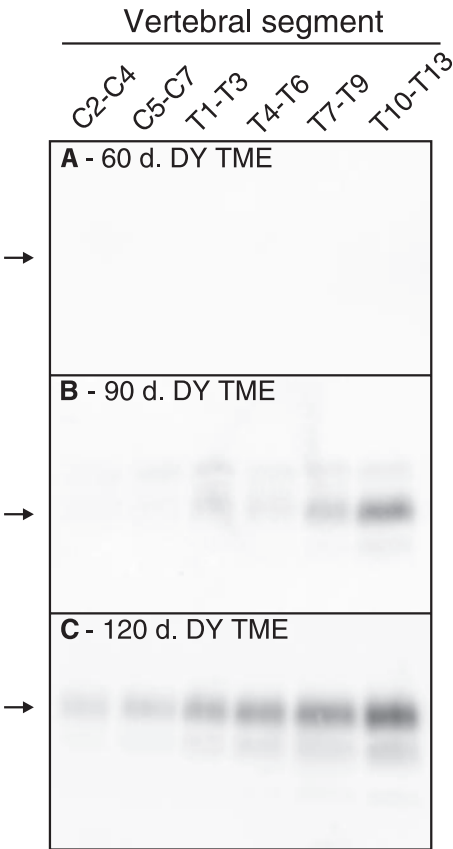 Vertebral segment
C2-C4 C5-C7 T1-T3 T4-T6 T7-T9 T10-T13
A - 60 d. DY TME
B - 90 d. DY TME
C - 120 d. DY TME